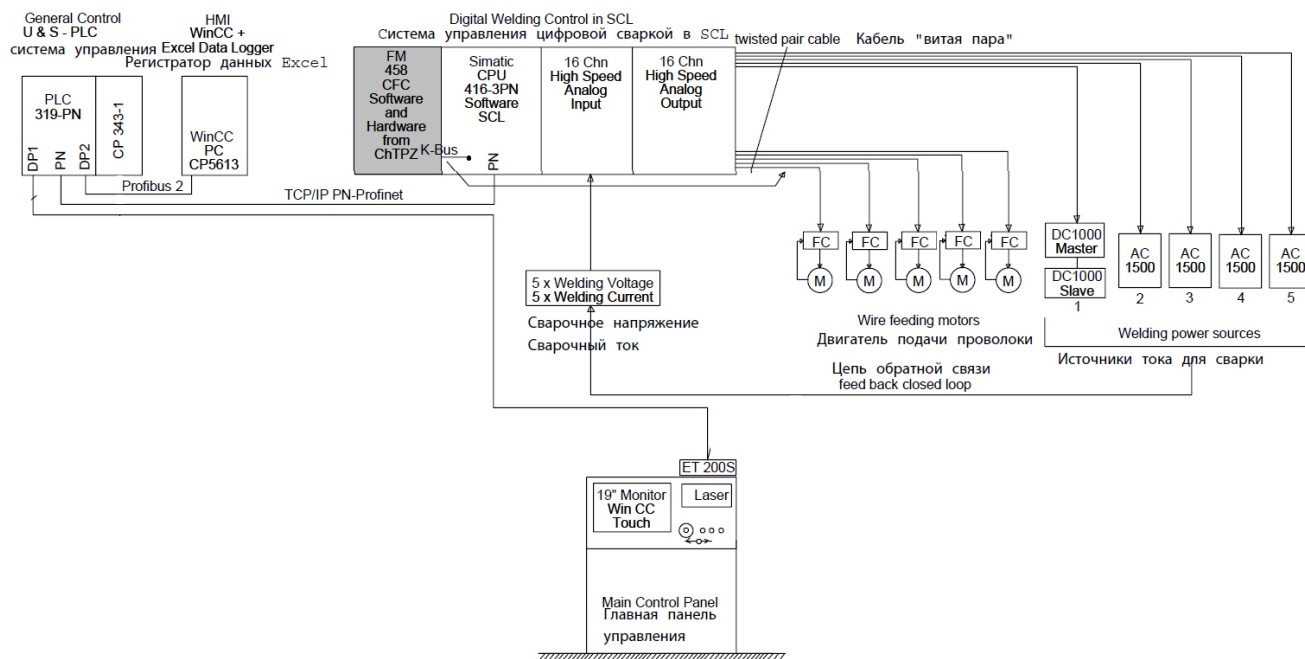 General Control
U & S - PLC
система управления
HMI
WinCC +
Excel Data Logger
Регистратор данных Excel
PLC
319-PN
DP1
PN
DP2
CP 343-1
WinCC
PC
CP5613
Profibus 2
TCP/IP PN-Profinet
Digital Welding Control in SCL
Система управления цифровой сваркой в SCL
FM
458
CFC
Software
and
Hardware
from
ChTPZ
K-Bus
Simatic
CPU
416-3PN
Software
SCL
PN
16 Chn
High Speed
Analog
Input
16 Chn
High Speed
Analog
Output
twisted pair cable
Кабель "витая пара"
5 x Welding Voltage
5 x Welding Current
Сварочное напряжение
Сварочный ток
FC
FC
FC
FC
FC
M
M
M
M
M
Wire feeding motors
Двигатель подачи проволоки
DC1000
Master
DC1000
Slave
1
AC
1500
2
AC
1500
3
AC
1500
4
AC
1500
5
Welding power sources
Источники тока для сварки
Цепь обратной связи
feed back closed loop
ET 200S
19" Monitor
Win CC
Touch
Laser
Main Control Panel
Главная панель
управления